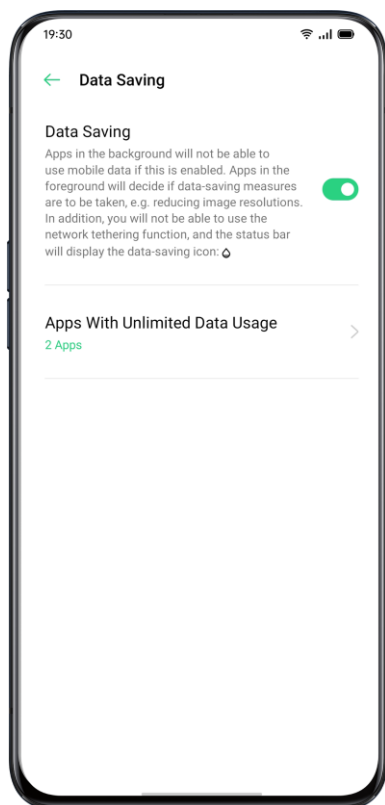 19:30
Data Saving
Data Saving
Apps in the background will not be able to
use mobile data if this is enabled. Apps in the
foreground will decide if data-saving measures
are to be taken, e.g. reducing image resolutions.
In addition, you will not be able to use the
network tethering function, and the status bar
will display the data-saving icon:
Apps With Unlimited Data Usage
2 Apps